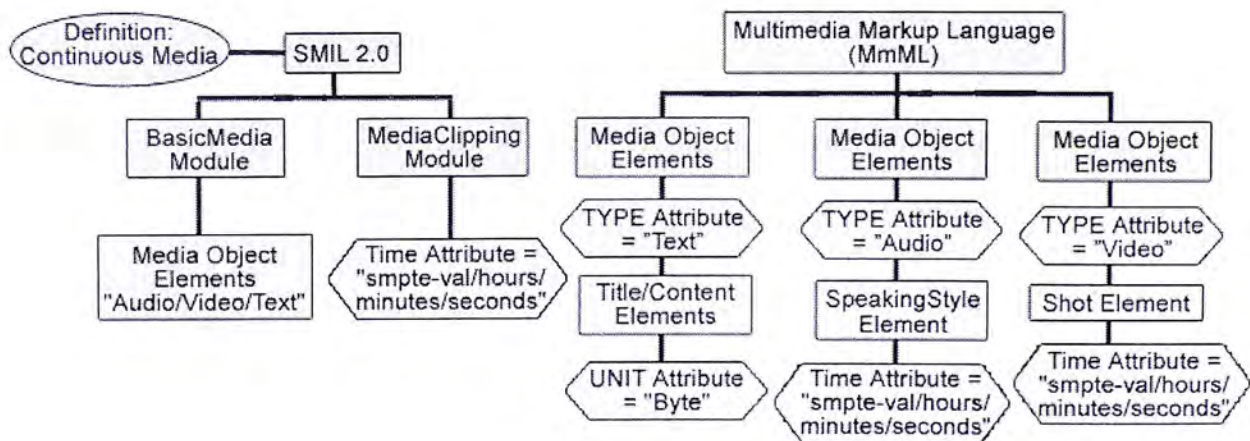 Definition:
Continuous Media
SMIL 2.0
BasicMedia
Module
MediaClipping
Module
Media Object
Elements
"Audio/Video/Text"
Time Attribute =
"smpte-val/hours/
minutes/seconds"
Multimedia Markup Language
(MmML)
Media Object
Elements
TYPE Attribute
= "Text"
Title/Content
Elements
UNIT Attribute
= "Byte"
Media Object
Elements
TYPE Attribute
= "Audio"
SpeakingStyle
Element
Time Attribute =
"smpte-val/hours/
minutes/seconds"
Media Object
Elements
TYPE Attribute
= "Video"
Shot Element
Time Attribute =
"smpte-val/hours/
minutes/seconds"